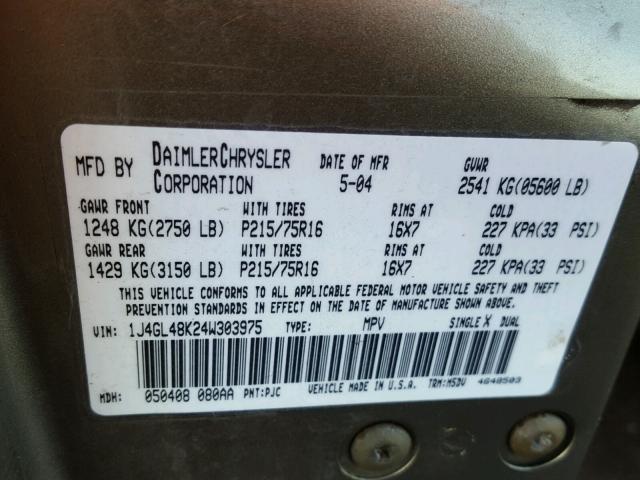 MFD BY DAIMLERCHRYSLER CORPORATION DATE OF MFR 5-04 GVWR 2541 KG(05600 LB)
GAWR FRONT WITH TIRES RIMS AT COLD
1248 KG(2750 LB) P215/75R16 16X7 227 KPA(33 PSI)
GAWR REAR WITH TIRES RIMS AT COLD
1429 KG(3150 LB) P215/75R16 16X7 227 KPA(33 PSI)
THIS VEHICLE CONFORMS TO ALL APPLICABLE FEDERAL MOTOR VEHICLE SAFETY AND THEFT
PREVENTION STANDARDS IN EFFECT ON THE DATE OF MANUFACTURE SHOWN ABOVE.
VIN: 1J4GL48K24W303975 TYPE: MPV SINGLE X DUAL
MDH: 050408 080AA PNT:PJC VEHICLE MADE IN U.S.A. TRM:MSDV 4648503